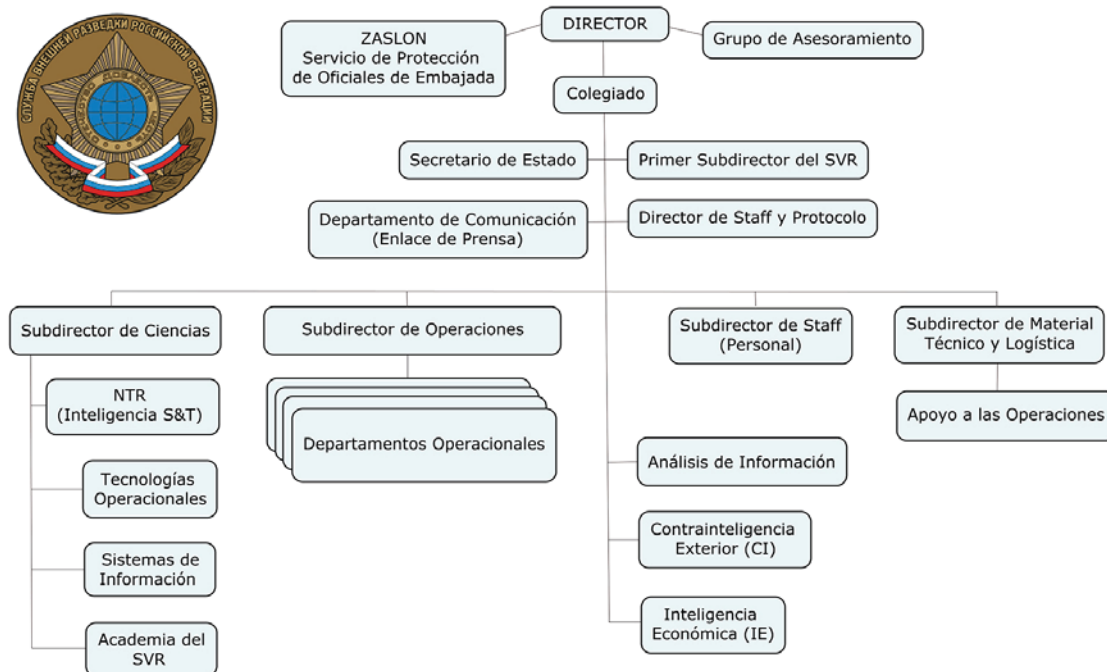 СЛУЖБА ВНЕШНЕЙ РАЗВЕДКИ РОССИЙСКОЙ ФЕДЕРАЦИИ
ОТЕЧЕСТВО ДОБЛЕСТЬ ЧЕСТЬ
DIRECTOR
ZASLON
Servicio de Protección
de Oficiales de Embajada
Grupo de Asesoramiento
Colegiado
Secretario de Estado
Primer Subdirector del SVR
Departamento de Comunicación
(Enlace de Prensa)
Director de Staff y Protocolo
Subdirector de Ciencias
Subdirector de Operaciones
Subdirector de Staff
(Personal)
Subdirector de Material
Técnico y Logística
NTR
(Inteligencia S&T)
Tecnologías
Operacionales
Sistemas de
Información
Academia del
SVR
Departamentos Operacionales
Apoyo a las Operaciones
Análisis de Información
Contrainteligencia
Exterior (CI)
Inteligencia
Económica (IE)